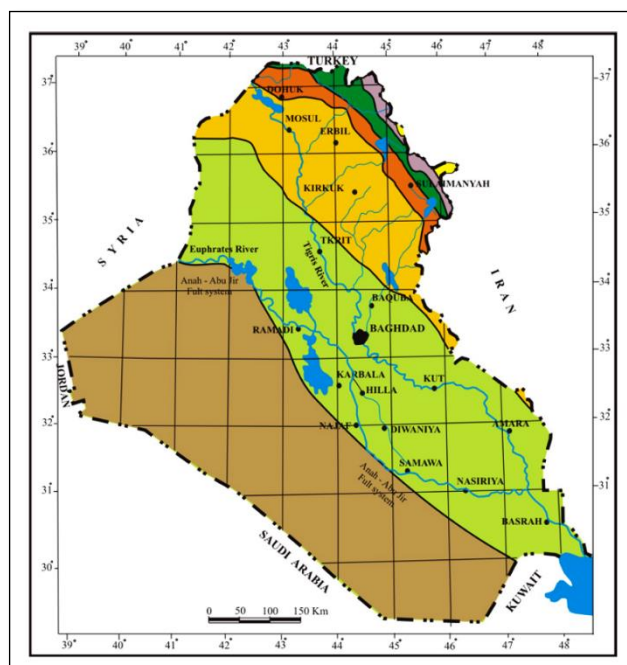 39° 40° 41° 42° 43° 44° 45° 46° 47° 48°
TURKEY
37° 37°
DOHUK
MOSUL
ERBIL
36° 36°
SULAIMANYAH
KIRKUK
35° 35°
SYRIA
TKRIT
Euphrates River
Tigris River
IRAN
34° 34°
Anah - Abu Jir
Fult system
BAQUBA
RAMADI
BAGHDAD
33° 33°
JORDAN
KARBALA
HILLA
KUT
32° 32°
NAJAF
DIWANIYA
AMARA
Anah - Abu Jir
Fult system
SAMAWA
NASIRIYA
31° 31°
BASRAH
SAUDI ARABIA
30° 30°
KUWAIT
0 50 100 150 Km
39° 40 41 42 43 44 45 46 47 48